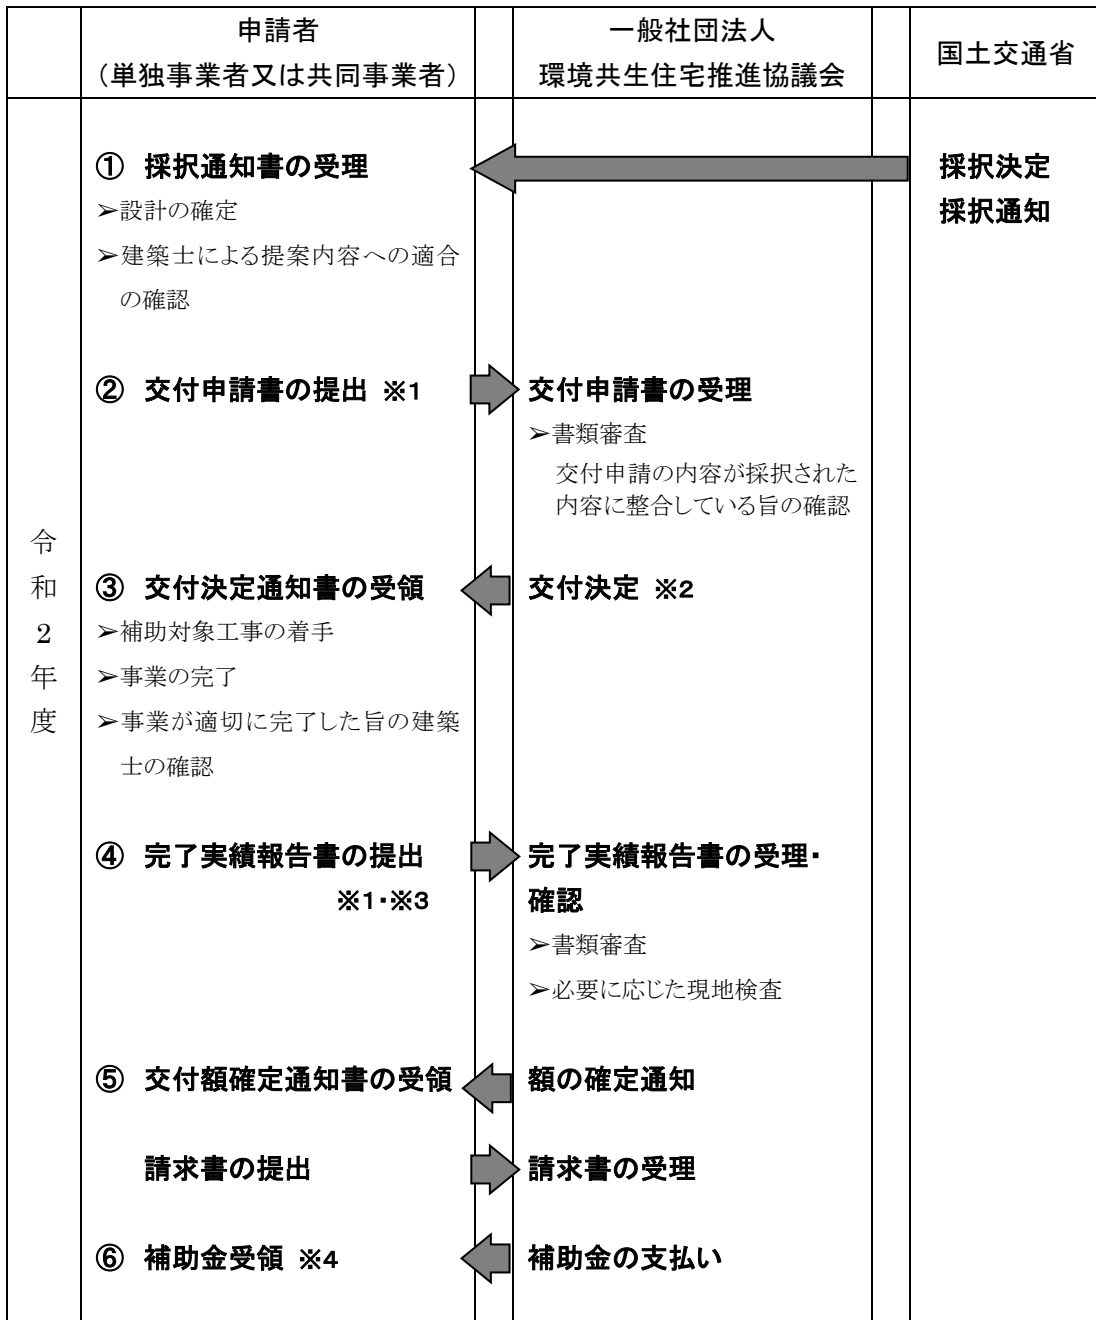 申請者
（単独事業者又は共同事業者）
一般社団法人
環境共生住宅推進協議会
国土交通省
令和2年度
① 採択通知書の受理
採択決定
採択通知
➢設計の確定
➢建築士による提案内容への適合
の確認
② 交付申請書の提出 ※1
交付申請書の受理
➢書類審査
交付申請の内容が採択された
内容に整合している旨の確認
③ 交付決定通知書の受領
交付決定 ※2
➢補助対象工事の着手
➢事業の完了
➢事業が適切に完了した旨の建築
士の確認
④ 完了実績報告書の提出
※1・※3
完了実績報告書の受理・
確認
➢書類審査
➢必要に応じた現地検査
⑤ 交付額確定通知書の受領
額の確定通知
請求書の提出
請求書の受理
⑥ 補助金受領 ※4
補助金の支払い